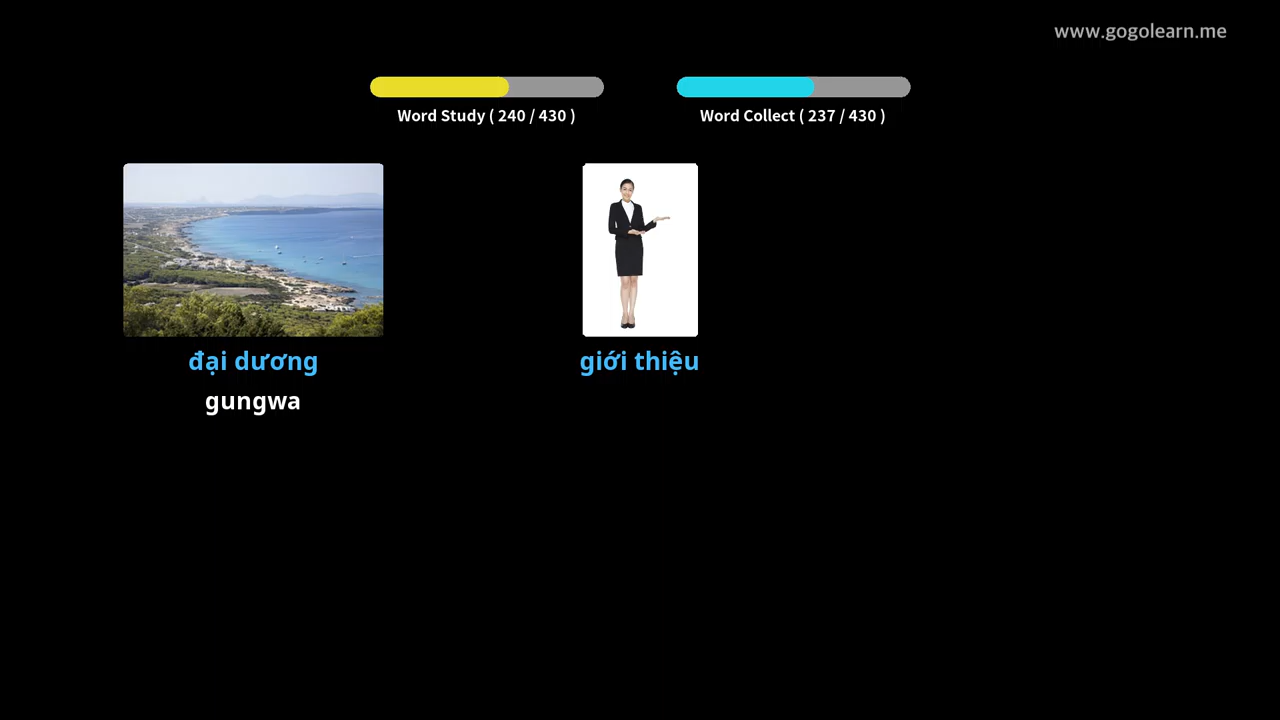 www.gogolearn.me
Word Study ( 240 / 430 )
Word Collect ( 237 / 430 )
đại dương
gungwa
giới thiệu